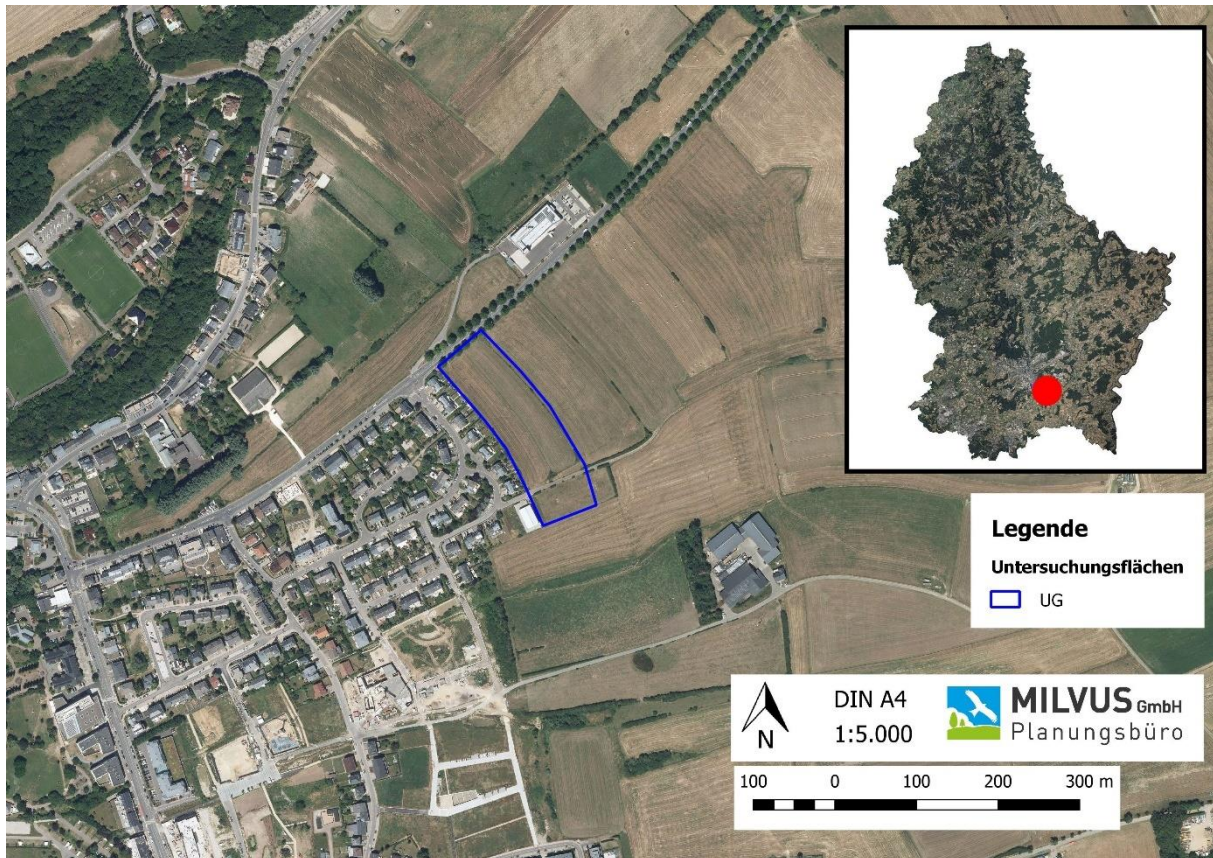 Legende
Untersuchungsflächen
UG
N
DIN A4
1:5.000
MILVUS GmbH
Planungsbüro
100 0 100 200 300 m